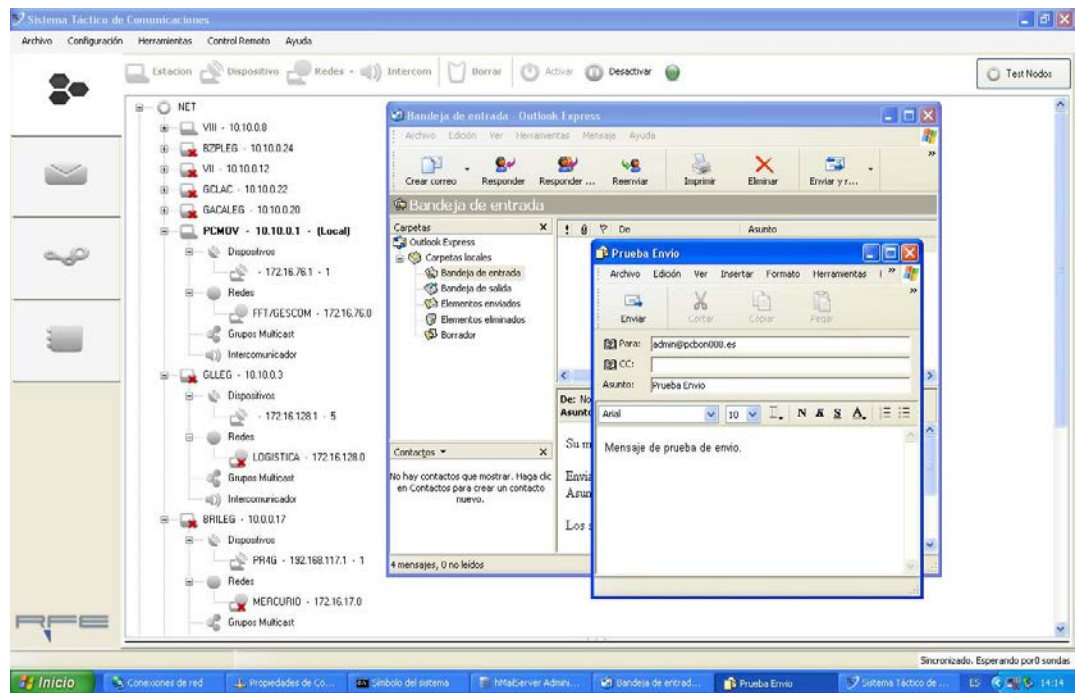 Sistema Táctico de Comunicaciones
Archivo Configuración Herramientas Control Remoto Ayuda
Estacion Dispositivo Redes Intercom Borrar Activar Desactivar Test Nodos
NET
VIII - 10.10.0.8
BZPLEG - 10.10.0.24
VII - 10.10.0.12
GCLAC - 10.10.0.22
GACALEG - 10.10.0.20
PCMOV - 10.10.0.1 - (Local)
Dispositivos
- 172.16.76.1 - 1
Redes
FFT/GESCOM - 172.16.76.0
Grupos Multicast
Intercomunicador
GLLEG - 10.10.0.3
Dispositivos
- 172.16.128.1 - 5
Redes
LOGISTICA - 172.16.128.0
Grupos Multicast
Intercomunicador
BRILEG - 10.0.0.17
Dispositivos
PR4G - 192.168.117.1 - 1
Redes
MERCURIO - 172.16.17.0
Grupos Multicast
RFE
Bandeja de entrada - Outlook Express
Archivo Edición Ver Herramientas Mensaje Ayuda
Crear correo Responder Responder ... Reenviar Imprimir Eliminar Enviar y r...
Bandeja de entrada
Carpetas
Outlook Express
Carpetas locales
Bandeja de entrada
Bandeja de salida
Elementos enviados
Elementos eliminados
Borrador
Contactos
No hay contactos que mostrar. Haga clic
en Contactos para crear un contacto
nuevo.
4 mensajes, 0 no leídos
! De Asunto
De: No
Asunto
Su m
Envia
Asun
Los s
Prueba Envio
Archivo Edición Ver Insertar Formato Herramientas
Enviar Cortar Copiar Pegar
Para: admin@pcbon000.es
CC:
Asunto: Prueba Envio
Arial 10 N K S A
Mensaje de prueba de envio.
Sincronizado. Esperando por0 sondas
Inicio Conexiones de red Propiedades de Co... Símbolo del sistema hMailServer Admini... Bandeja de entrad... Prueba Envio Sistema Táctico de ... ES 14:14